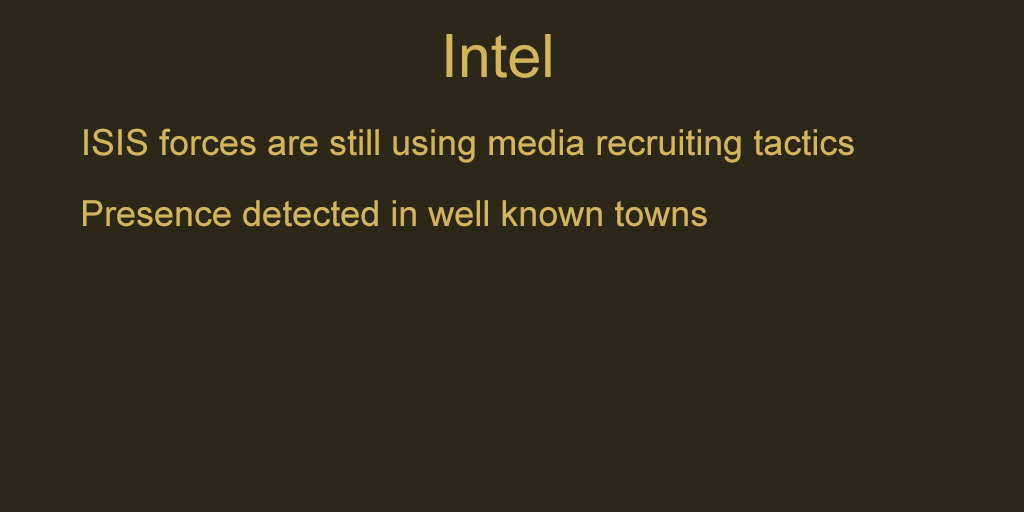 Intel
ISIS forces are still using media recruiting tactics
Presence detected in well known towns